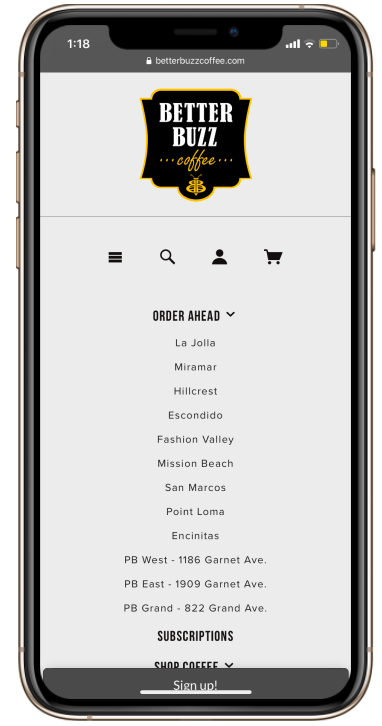 1:18
betterbuzzcoffee.com
BETTER
BUZZ
coffee
ORDER AHEAD
La Jolla
Miramar
Hillcrest
Escondido
Fashion Valley
Mission Beach
San Marcos
Point Loma
Encinitas
PB West - 1186 Garnet Ave.
PB East - 1909 Garnet Ave.
PB Grand - 822 Grand Ave.
SUBSCRIPTIONS
SHOP COFFEE
Sign up!